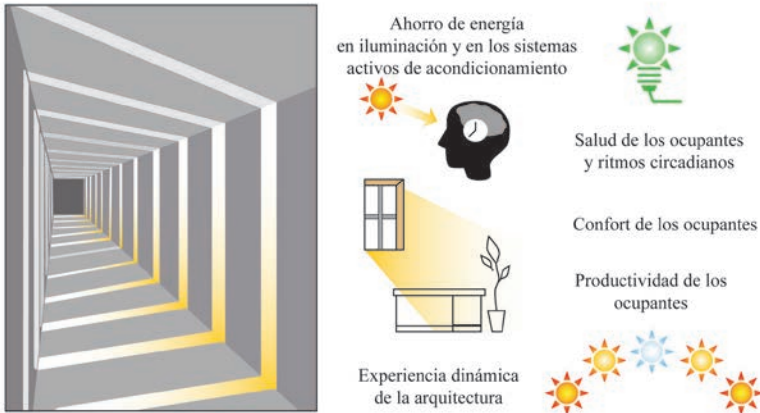 Ahorro de energía
en iluminación y en los sistemas
activos de acondicionamiento
Salud de los ocupantes
y ritmos circadianos
Confort de los ocupantes
Productividad de los
ocupantes
Experiencia dinámica
de la arquitectura